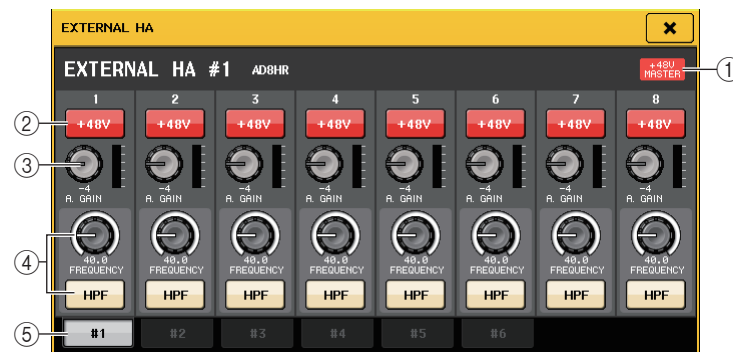 EXTERNAL HA
EXTERNAL HA #1 AD8HR
+48V MASTER
1
1 2 3 4 5 6 7 8
2
+48V +48V +48V +48V +48V +48V +48V +48V
3
-4 -4 -4 -4 -4 -4 -4 -4
A. GAIN A. GAIN A. GAIN A. GAIN A. GAIN A. GAIN A. GAIN A. GAIN
4
40.0 40.0 40.0 40.0 40.0 40.0 40.0 40.0
FREQUENCY FREQUENCY FREQUENCY FREQUENCY FREQUENCY FREQUENCY FREQUENCY FREQUENCY
HPF HPF HPF HPF HPF HPF HPF HPF
5
#1 #2 #3 #4 #5 #6